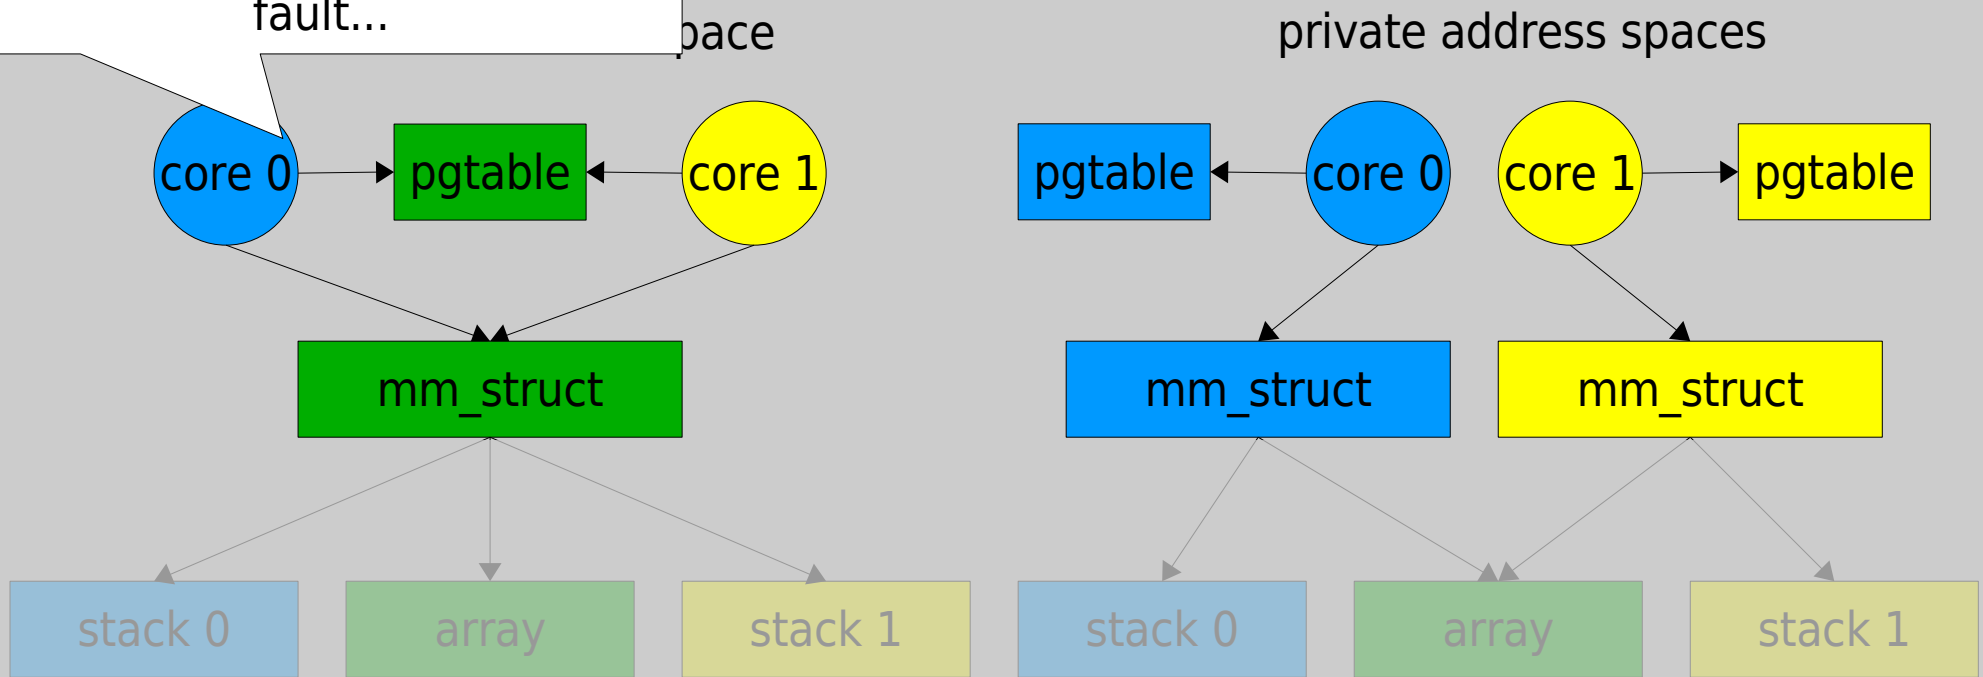 fault...
private address spaces
core 0
pgtable
core 1
pgtable
core 0
core 1
pgtable
mm_struct
mm_struct
mm_struct
stack 0
array
stack 1
stack 0
array
stack 1